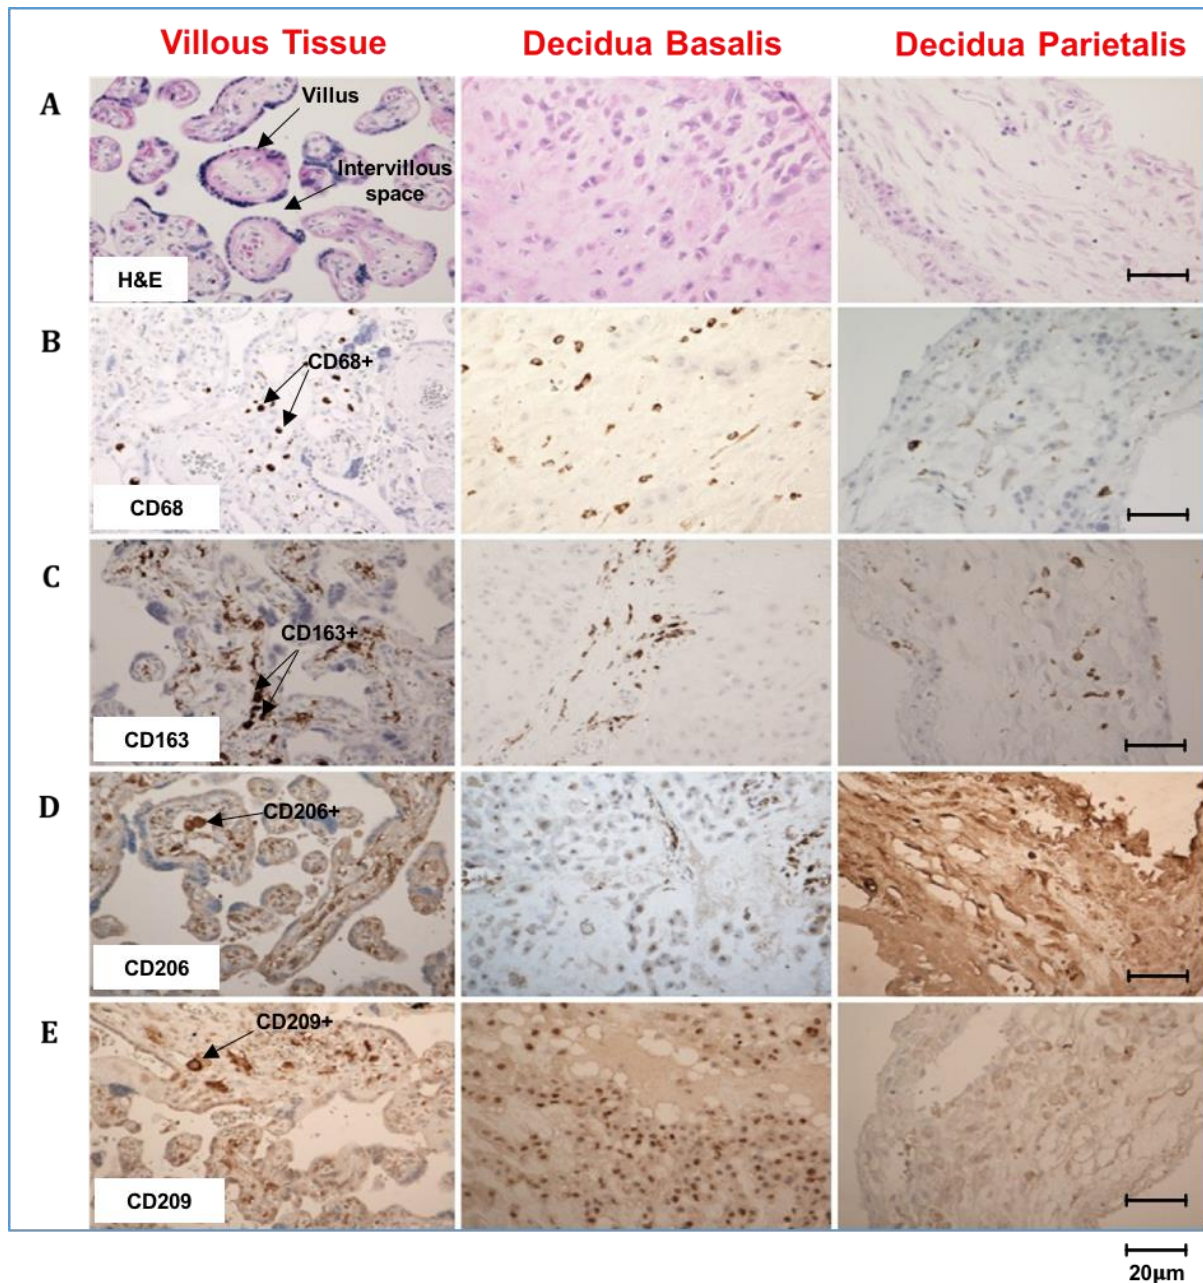 Villous Tissue
Decidua Basalis
Decidua Parietalis
A
Villus
Intervillous
space
H&E
B
CD68+
CD68
C
CD163+
CD163
D
CD206+
CD206
E
CD209+
CD209
20μm